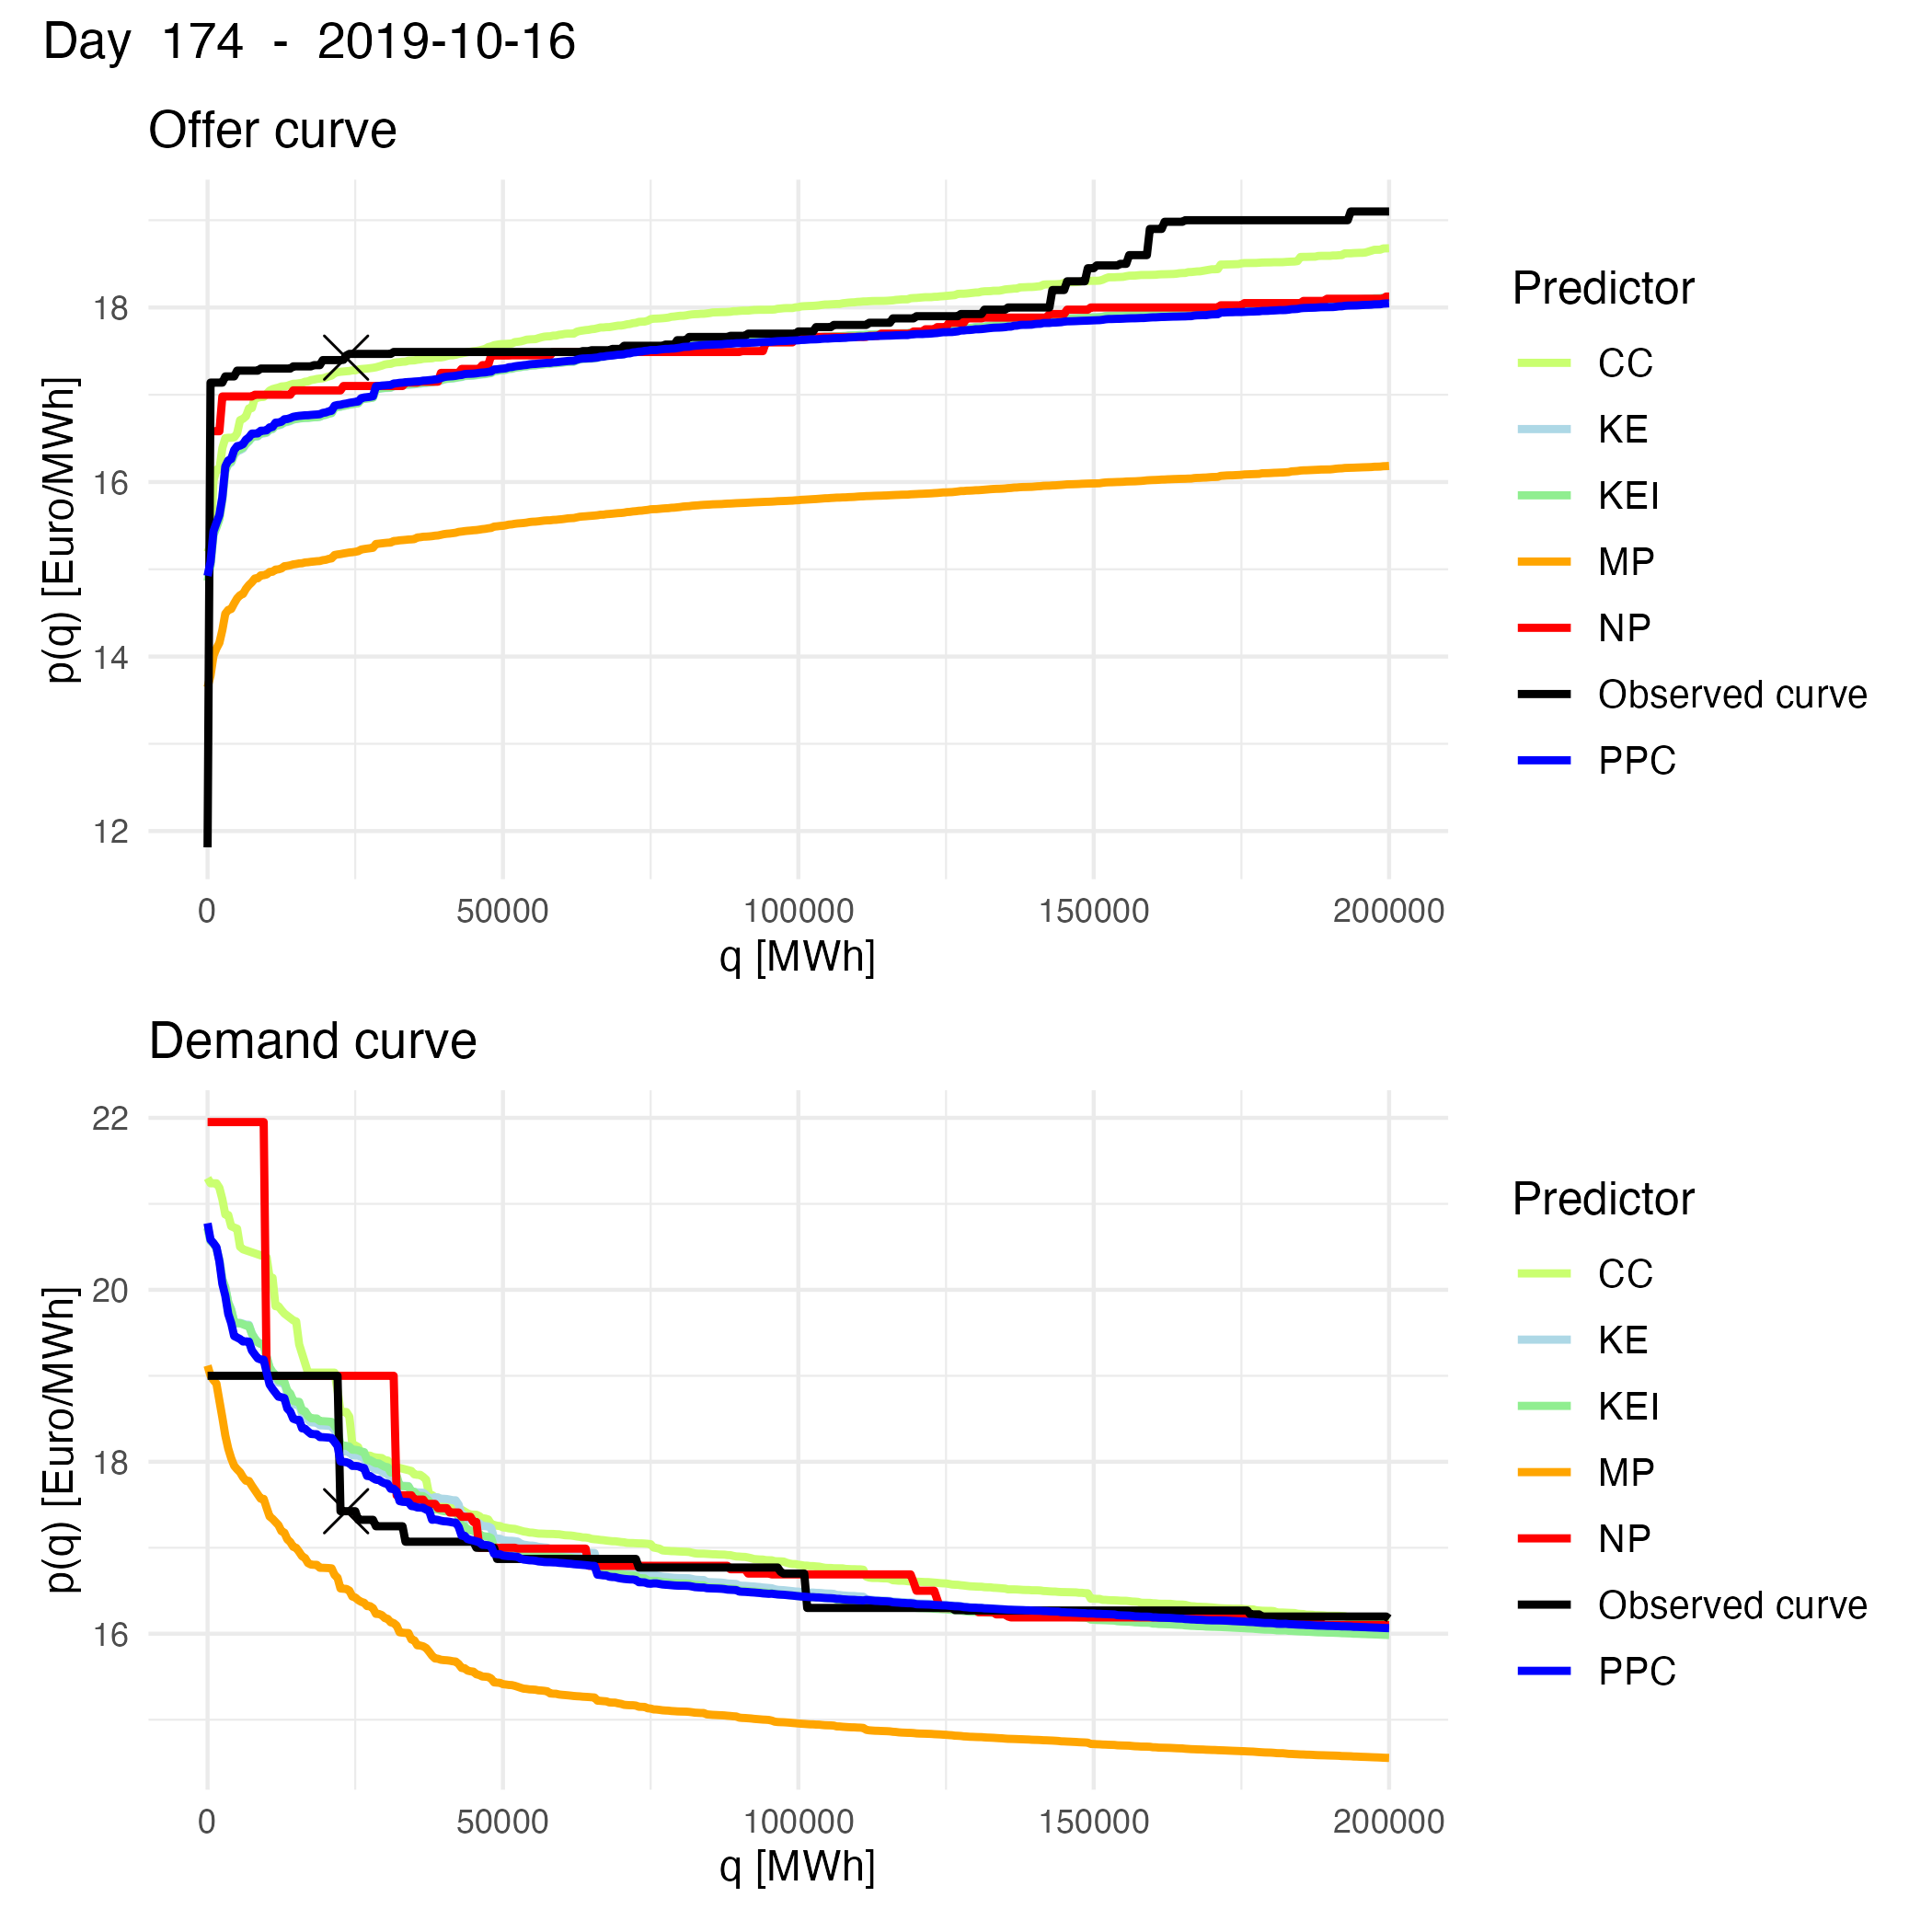 Day 174 - 2019-10-16
Offer curve
p(q) [Euro/MWh]
18
16
14
12
0 50000 100000 150000 200000
q [MWh]
Predictor
CC
KE
KEI
MP
NP
Observed curve
PPC
Demand curve
p(q) [Euro/MWh]
22
20
18
16
0 50000 100000 150000 200000
q [MWh]
Predictor
CC
KE
KEI
MP
NP
Observed curve
PPC